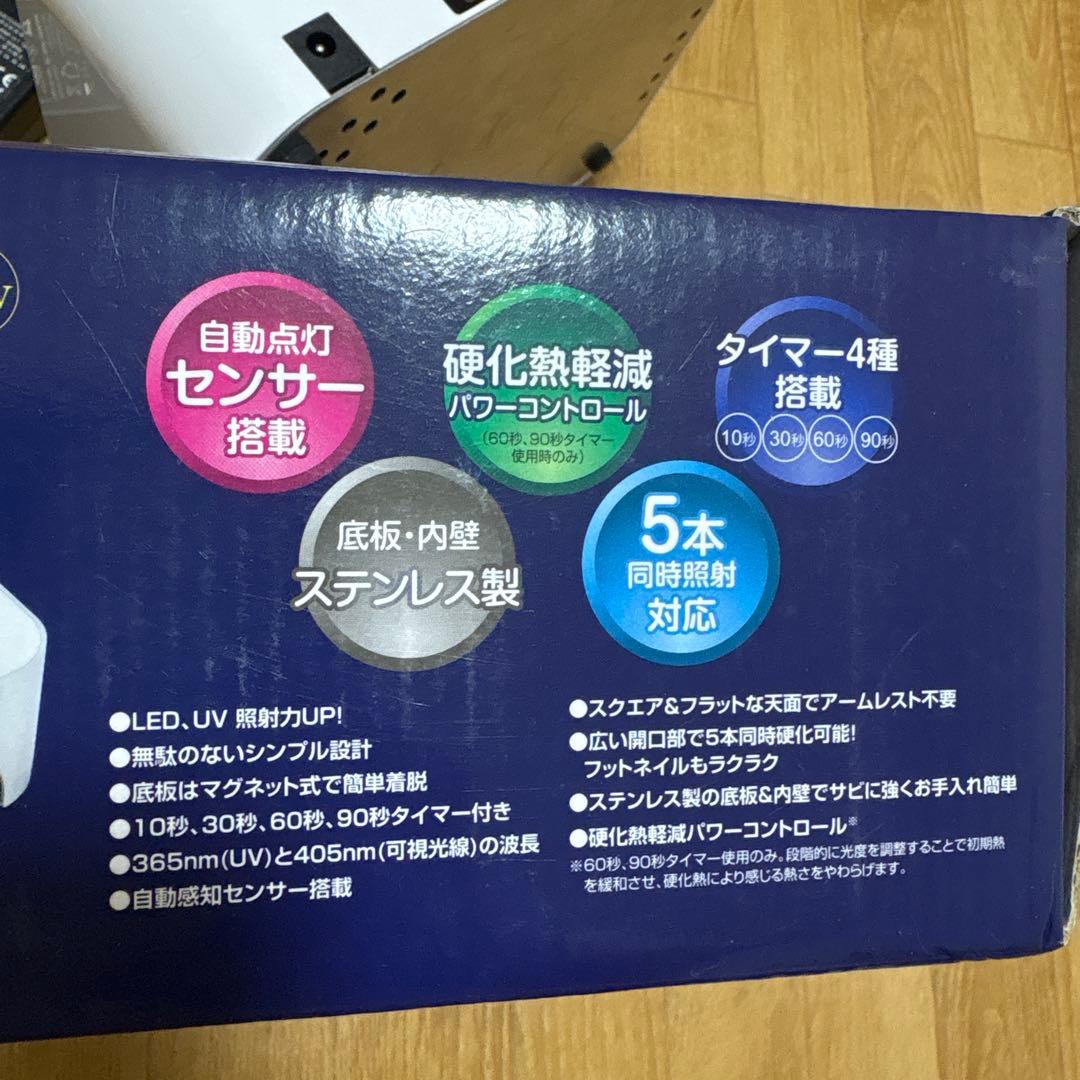 自動点灯
センサー
搭載
硬化熱軽減
パワーコントロール
(60秒、90秒タイマー
使用時のみ)
タイマー4種
搭載
10秒 30秒 60秒 90秒
底板・内壁
ステンレス製
5本
同時照射
対応
●LED、UV 照射力UP!
●無駄のないシンプル設計
●底板はマグネット式で簡単着脱
●10秒、30秒、60秒、90秒タイマー付き
●365nm(UV)と405nm(可視光線)の波長
●自動感知センサー搭載
●スクエア&フラットな天面でアームレスト不要
●広い開口部で5本同時硬化可能!
フットネイルもラクラク
●ステンレス製の底板&内壁でサビに強くお手入れ簡単
●硬化熱軽減パワーコントロール※
※60秒、90秒タイマー使用のみ。段階的に光度を調整することで初期熱
を緩和させ、硬化熱により感じる熱さをやわらげます。